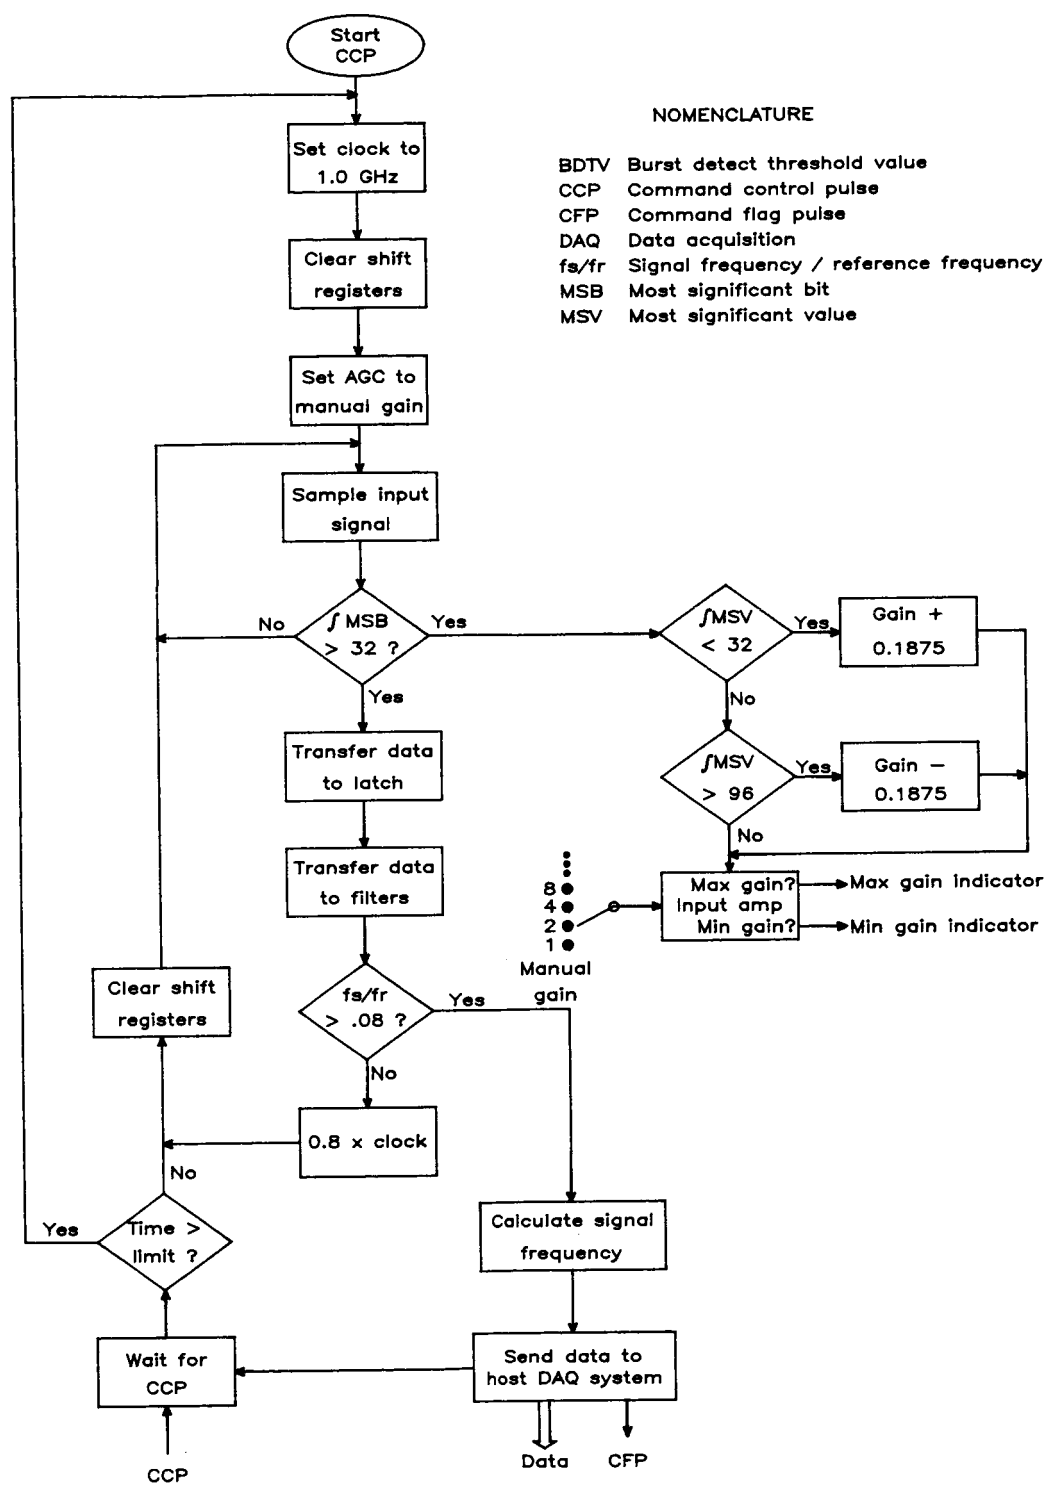 Start
CCP
NOMENCLATURE
BDTV Burst detect threshold value
CCP Command control pulse
CFP Command flag pulse
DAQ Data acquisition
fs/fr Signal frequency / reference frequency
MSB Most significant bit
MSV Most significant value
Set clock to
1.0 GHz
Clear shift
registers
Set AGC to
manual gain
Sample input
signal
No
∫ MSB
> 32 ?
Yes
Yes
∫MSV
< 32
Yes
Gain +
0.1875
No
∫MSV
> 96
Yes
Gain –
0.1875
No
Transfer data
to latch
Transfer data
to filters
8
4
2
1
Manual
gain
Max gain?
Input amp
Min gain?
Max gain indicator
Min gain indicator
Clear shift
registers
fs/fr
> .08 ?
Yes
No
0.8 x clock
No
Yes
Time >
limit ?
Calculate signal
frequency
Wait for
CCP
Send data to
host DAQ system
CCP
Data
CFP